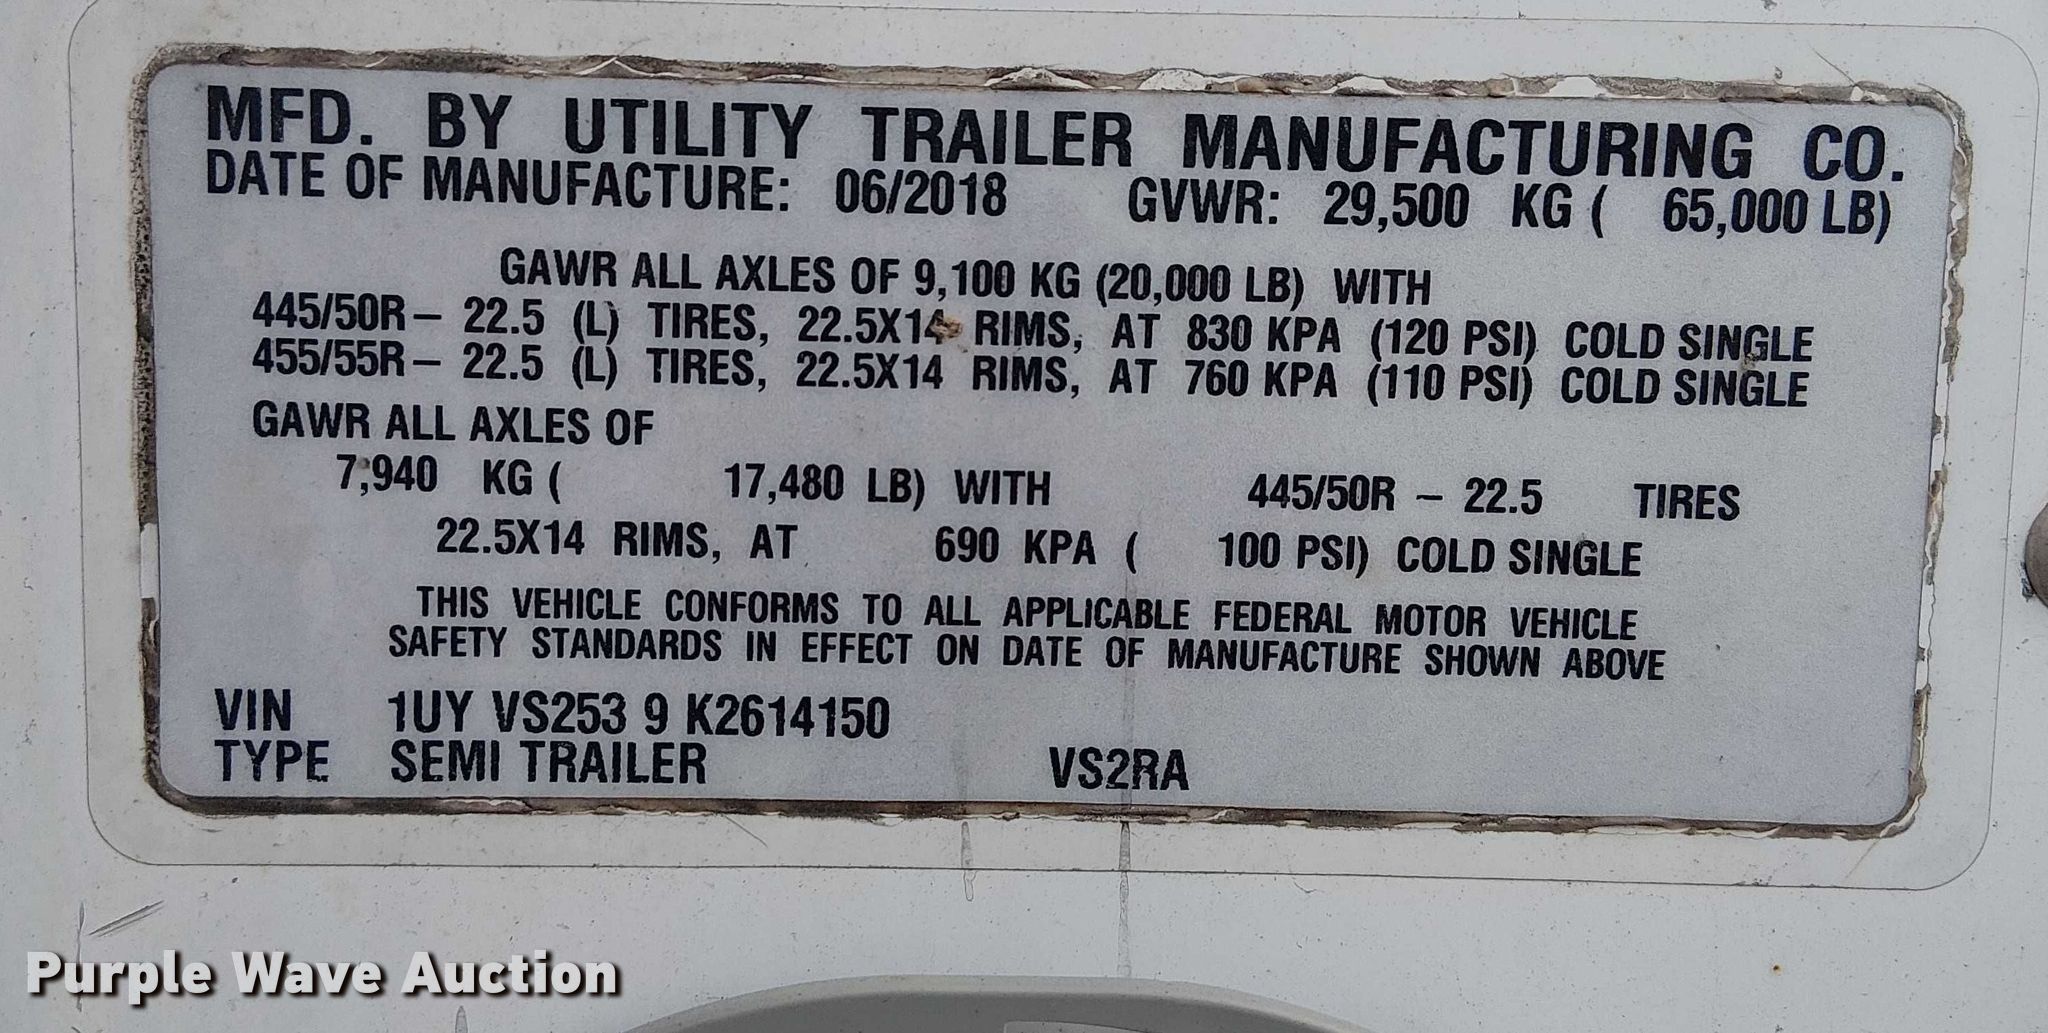 MFD. BY UTILITY TRAILER MANUFACTURING CO.
DATE OF MANUFACTURE: 06/2018 GVWR: 29,500 KG ( 65,000 LB)
GAWR ALL AXLES OF 9,100 KG (20,000 LB) WITH
445/50R– 22.5 (L) TIRES, 22.5X14 RIMS, AT 830 KPA (120 PSI) COLD SINGLE
455/55R– 22.5 (L) TIRES, 22.5X14 RIMS, AT 760 KPA (110 PSI) COLD SINGLE
GAWR ALL AXLES OF
7,940 KG ( 17,480 LB) WITH 445/50R – 22.5 TIRES
22.5X14 RIMS, AT 690 KPA ( 100 PSI) COLD SINGLE
THIS VEHICLE CONFORMS TO ALL APPLICABLE FEDERAL MOTOR VEHICLE
SAFETY STANDARDS IN EFFECT ON DATE OF MANUFACTURE SHOWN ABOVE
VIN 1UY VS253 9 K2614150
TYPE SEMI TRAILER VS2RA
Purple Wave Auction